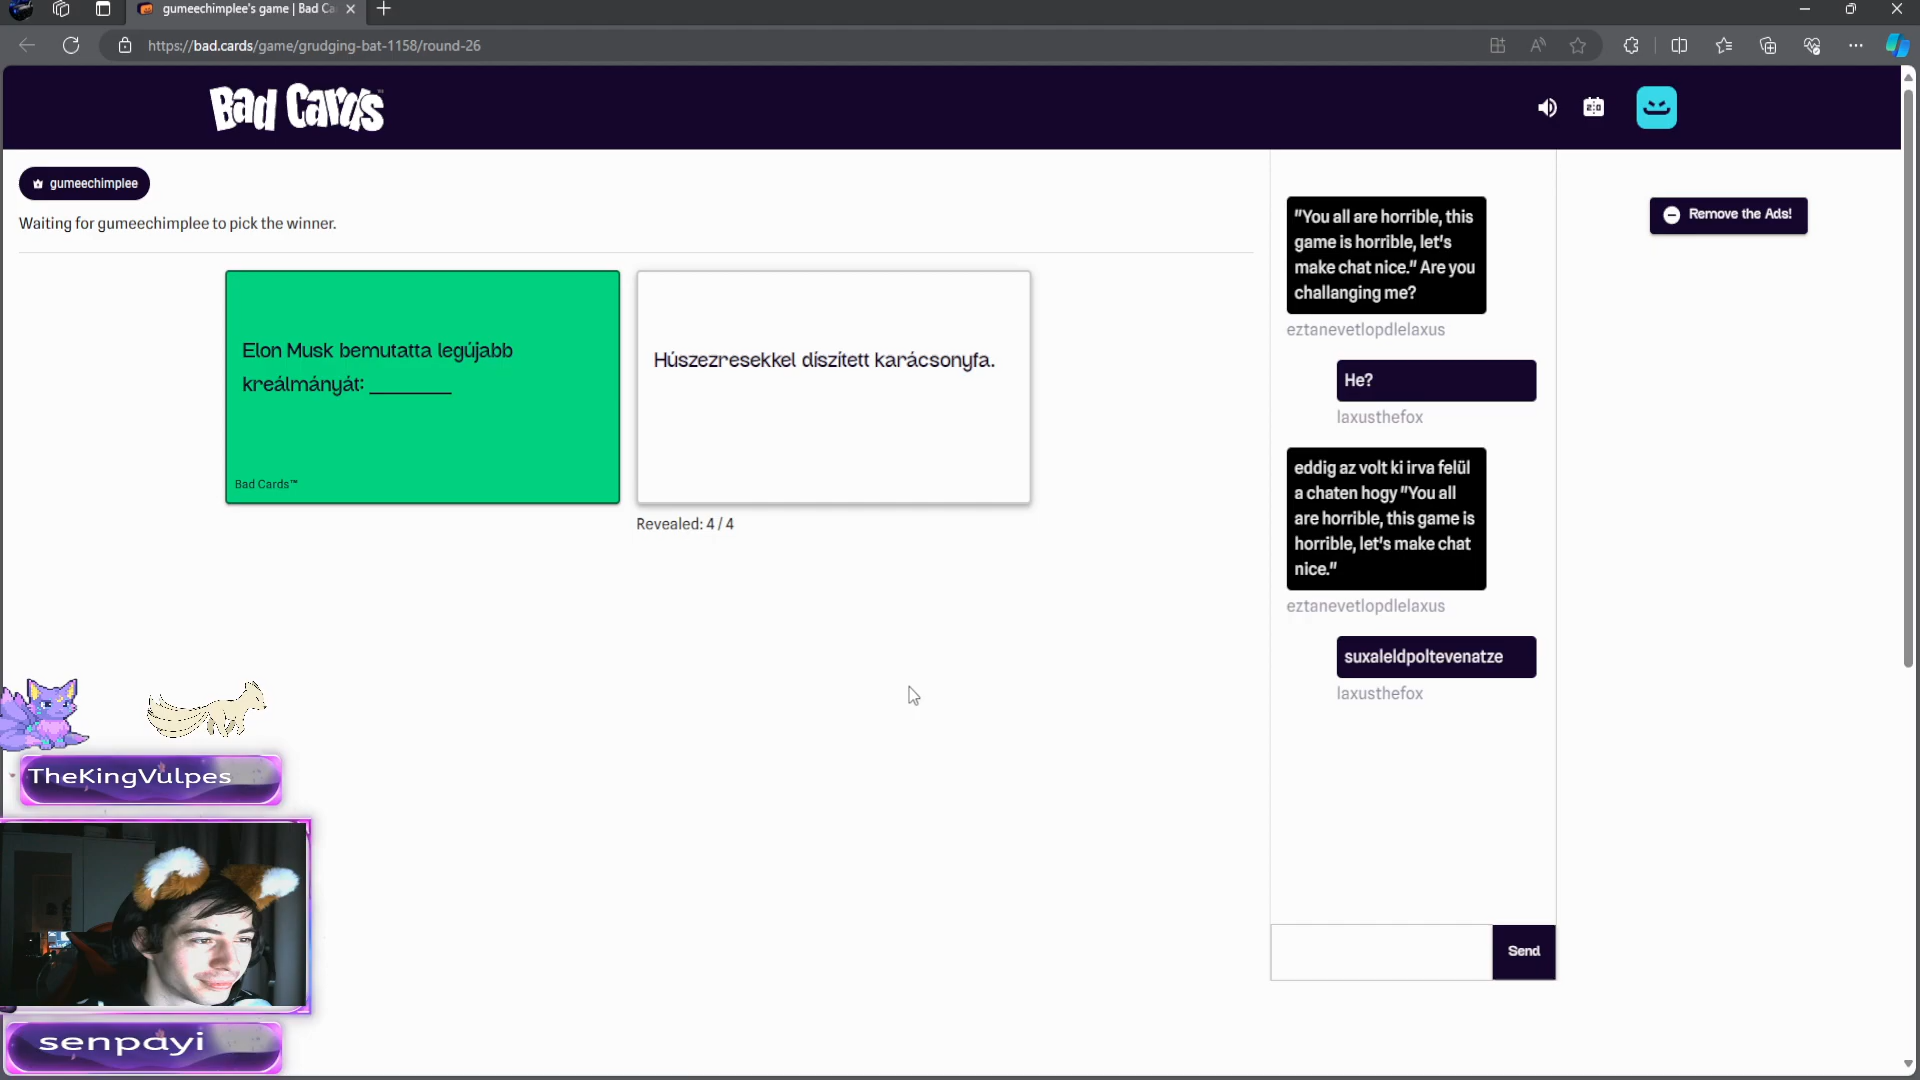 gumeechimplee's game | Bad Ca
https://bad.cards/game/grudging-bat-1158/round-26
Bad Cards
gumeechimplee
Waiting for gumeechimplee to pick the winner.
Elon Musk bemutatta legújabb
kreálmányát: ________
Bad Cards™
Húszezresekkel díszített karácsonyfa.
Revealed: 4 / 4
"You all are horrible, this
game is horrible, let's
make chat nice." Are you
challanging me?
eztanevetlopdlelaxus
He?
laxusthefox
eddig az volt ki irva felül
a chaten hogy "You all
are horrible, this game is
horrible, let's make chat
nice."
eztanevetlopdlelaxus
suxaleldpoltevenatze
laxusthefox
Send
Remove the Ads!
TheKingVulpes
senpayi